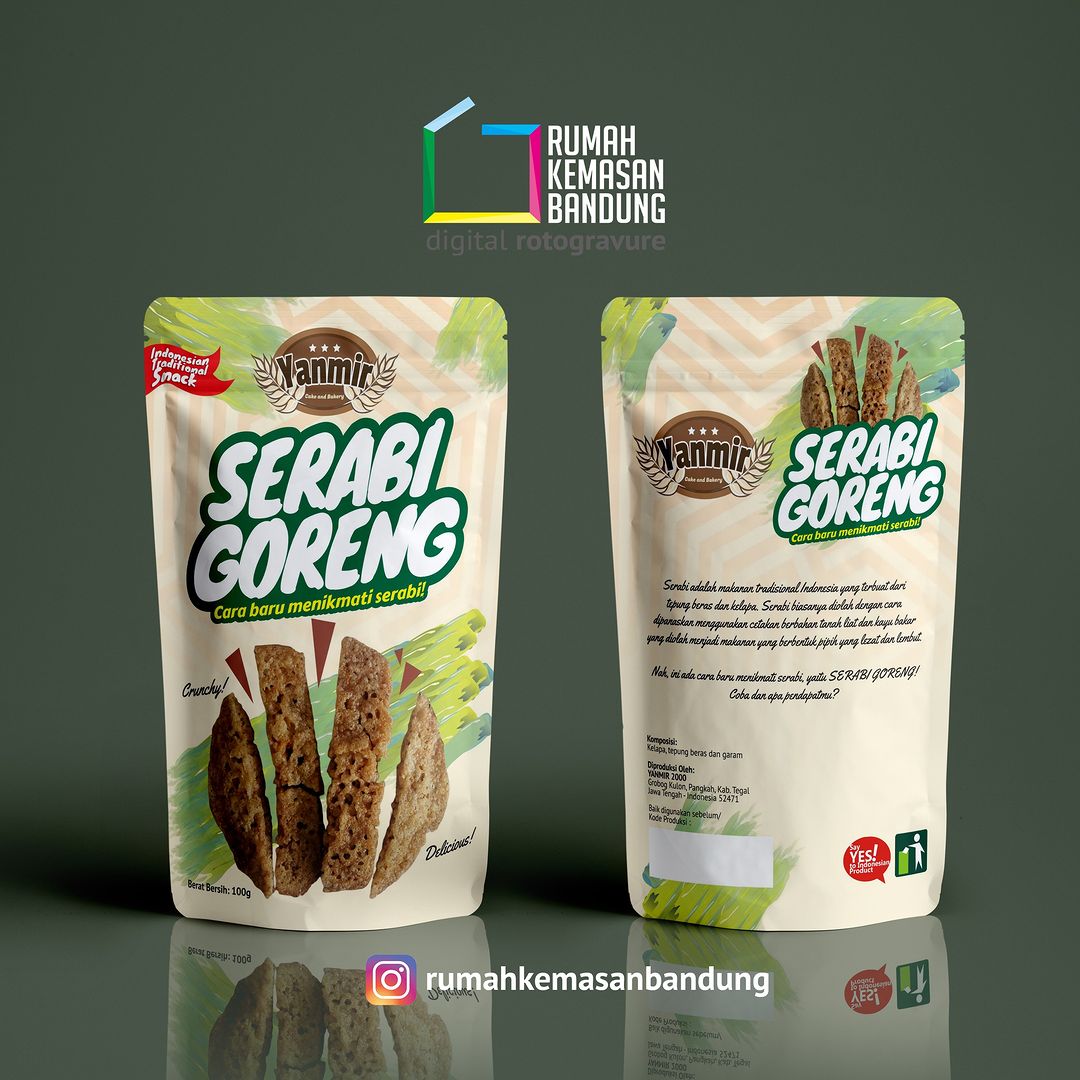 RUMAH
KEMASAN
BANDUNG
digital rotogravure
Indonesian
Traditional
Snack
Yanmir
Cake and Bakery
SERABI
GORENG
Cara baru menikmati serabi!
Crunchy!
Delicious!
Berat Bersih: 100g
Yanmir
Cake and Bakery
SERABI
GORENG
Cara baru menikmati serabi!
Serabi adalah makanan tradisional Indonesia yang terbuat dari
tepung beras dan kelapa. Serabi biasanya diolah dengan cara
dipanaskan menggunakan cetakan berbahan tanah liat dan kayu bakar
yang diolah menjadi makanan yang berbentuk pipih yang lezat dan lembut.
Nah, ini ada cara baru menikmati serabi, yaitu SERABI GORENG!
Coba dan apa pendapatmu?
Komposisi:
Kelapa, tepung beras dan garam
Diproduksi Oleh:
YANMIR 2000
Grobog Kulon, Pangkah, Kab. Tegal
Jawa Tengah - Indonesia 52471
Baik digunakan sebelum/
Kode Produksi :
Say
YES!
to Indonesian
Product
rumahkemasanbandung